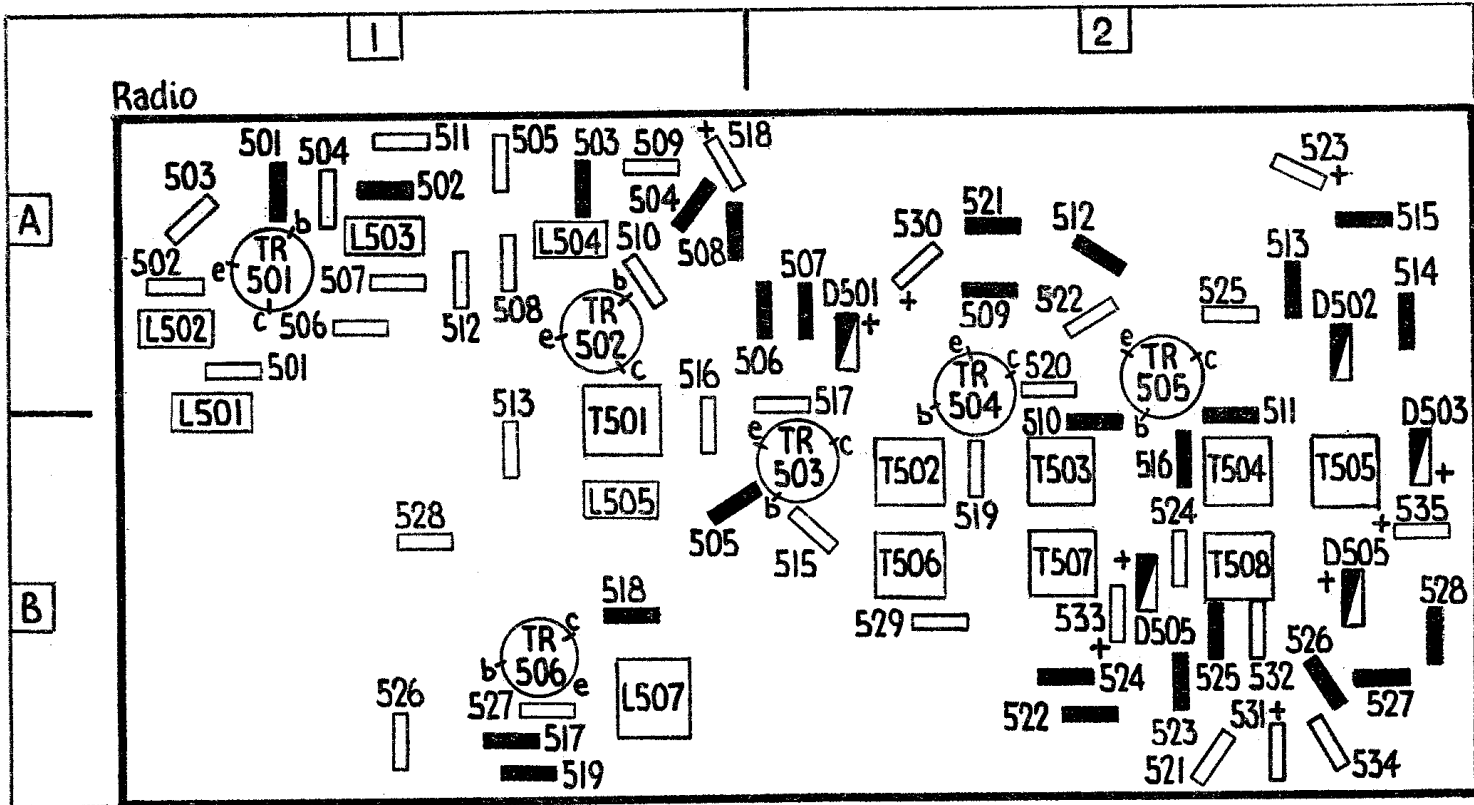 1
2
Radio
A
B
501
504
511
505
503
509
+
518
523
+
503
502
504
521
512
515
b
L503
L504
510
508
530
513
TR
501
e
c
502
507
508
507
D501
+
+
509
522
525
D502
514
L502
506
512
b
TR
502
e
c
506
501
516
e
TR
504
c
b
520
e
TR
505
c
b
L501
513
T501
517
510
511
D503
+
e
TR
503
c
b
T502
T503
516
T504
T505
L505
519
524
528
505
515
T506
T507
+
T508
+
535
D505
+
518
529
533
+
D505
528
TR
506
c
b
e
524
525
532
526
527
526
527
L507
522
523
531
+
517
521
534
519